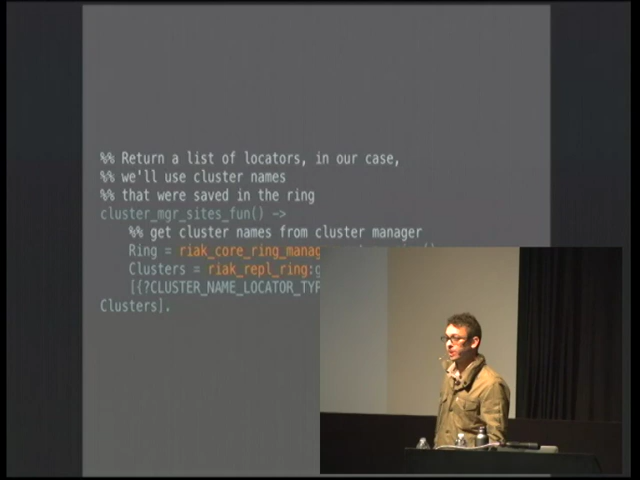 %% Return a list of locators, in our case,
%% we'll use cluster names
%% that were saved in the ring
cluster_mgr_sites_fun() ->
%% get cluster names from cluster manager
Ring = riak_core_ring_manag
Clusters = riak_repl_ring:g
[{?CLUSTER_NAME_LOCATOR_TYP
Clusters].